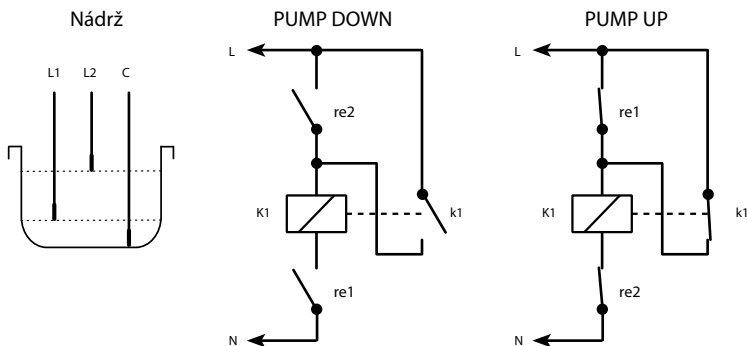 Nádrž
L1 L2 C
PUMP DOWN
L
re2
K1
k1
re1
N
PUMP UP
L
re1
K1
k1
re2
N